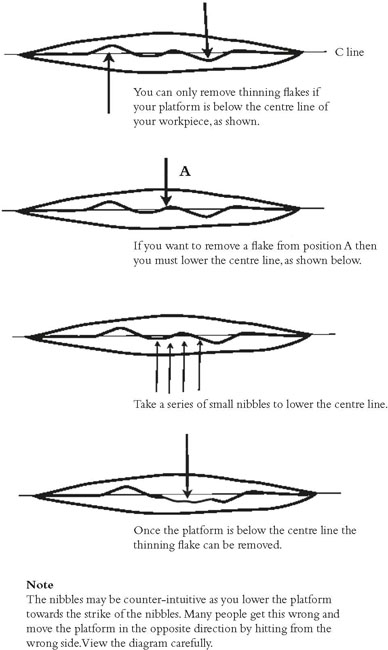 C line
You can only remove thinning flakes if
your platform is below the centre line of
your workpiece, as shown.
A
If you want to remove a flake from position A then
you must lower the centre line, as shown below.
Take a series of small nibbles to lower the centre line.
Once the platform is below the centre line the
thinning flake can be removed.
Note
The nibbles may be counter-intuitive as you lower the platform
towards the strike of the nibbles. Many people get this wrong and
move the platform in the opposite direction by hitting from the
wrong side.View the diagram carefully.